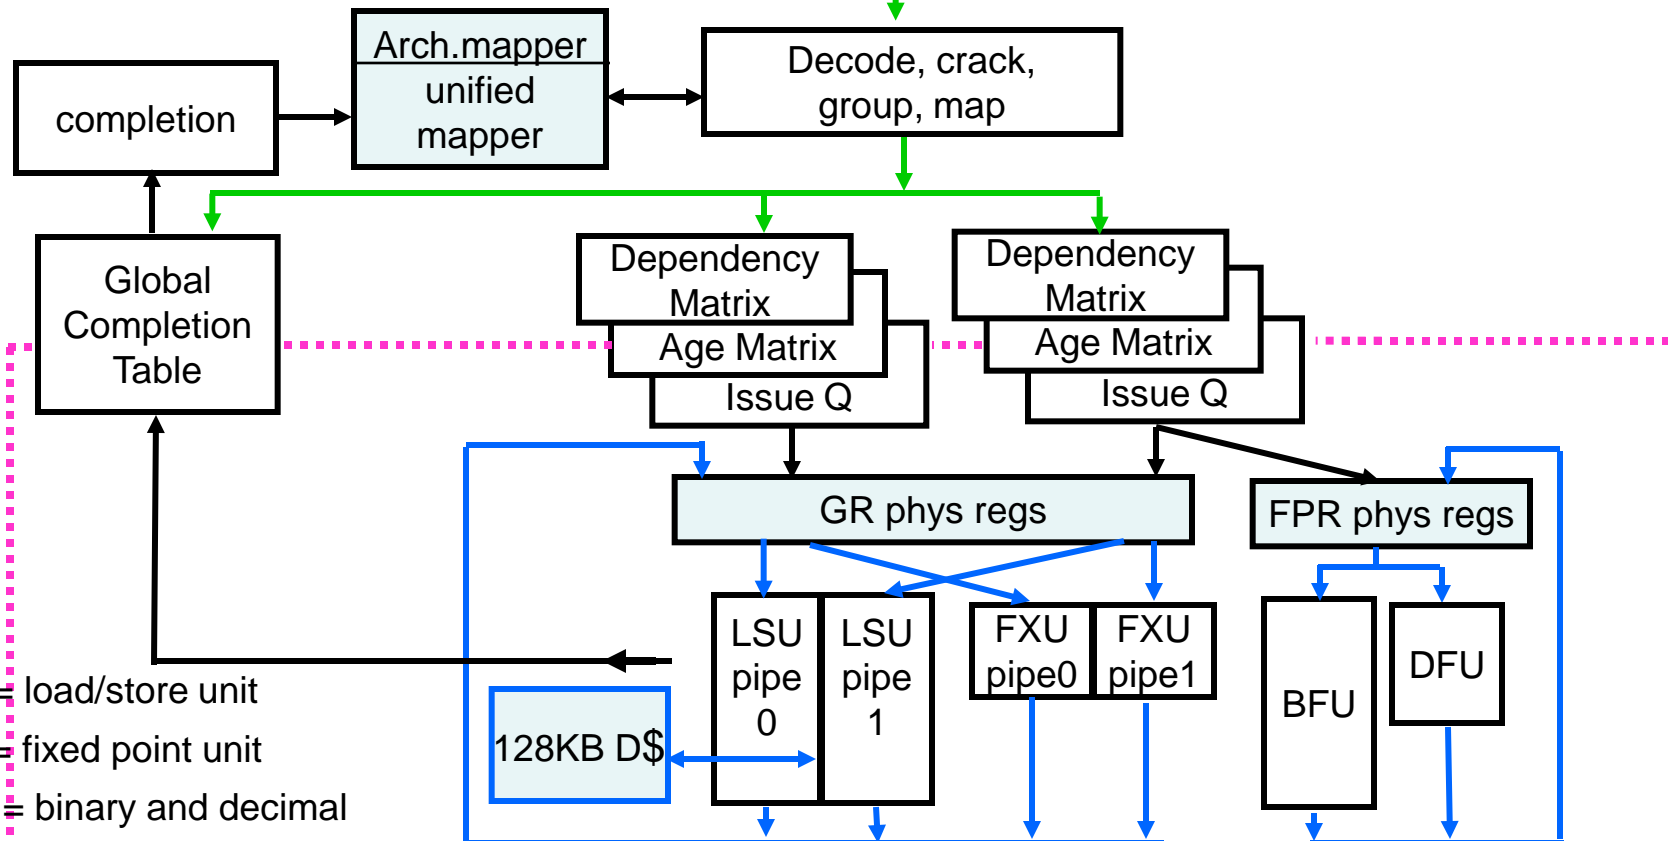 Arch.mapper
unified
mapper
Decode, crack,
group, map
completion
Global
Completion
Table
Dependency
Matrix
Age Matrix
Issue Q
Dependency
Matrix
Age Matrix
Issue Q
GR phys regs
FPR phys regs
LSU
pipe
0
LSU
pipe
1
FXU
pipe0
FXU
pipe1
BFU
DFU
128KB D$
= load/store unit
= fixed point unit
= binary and decimal